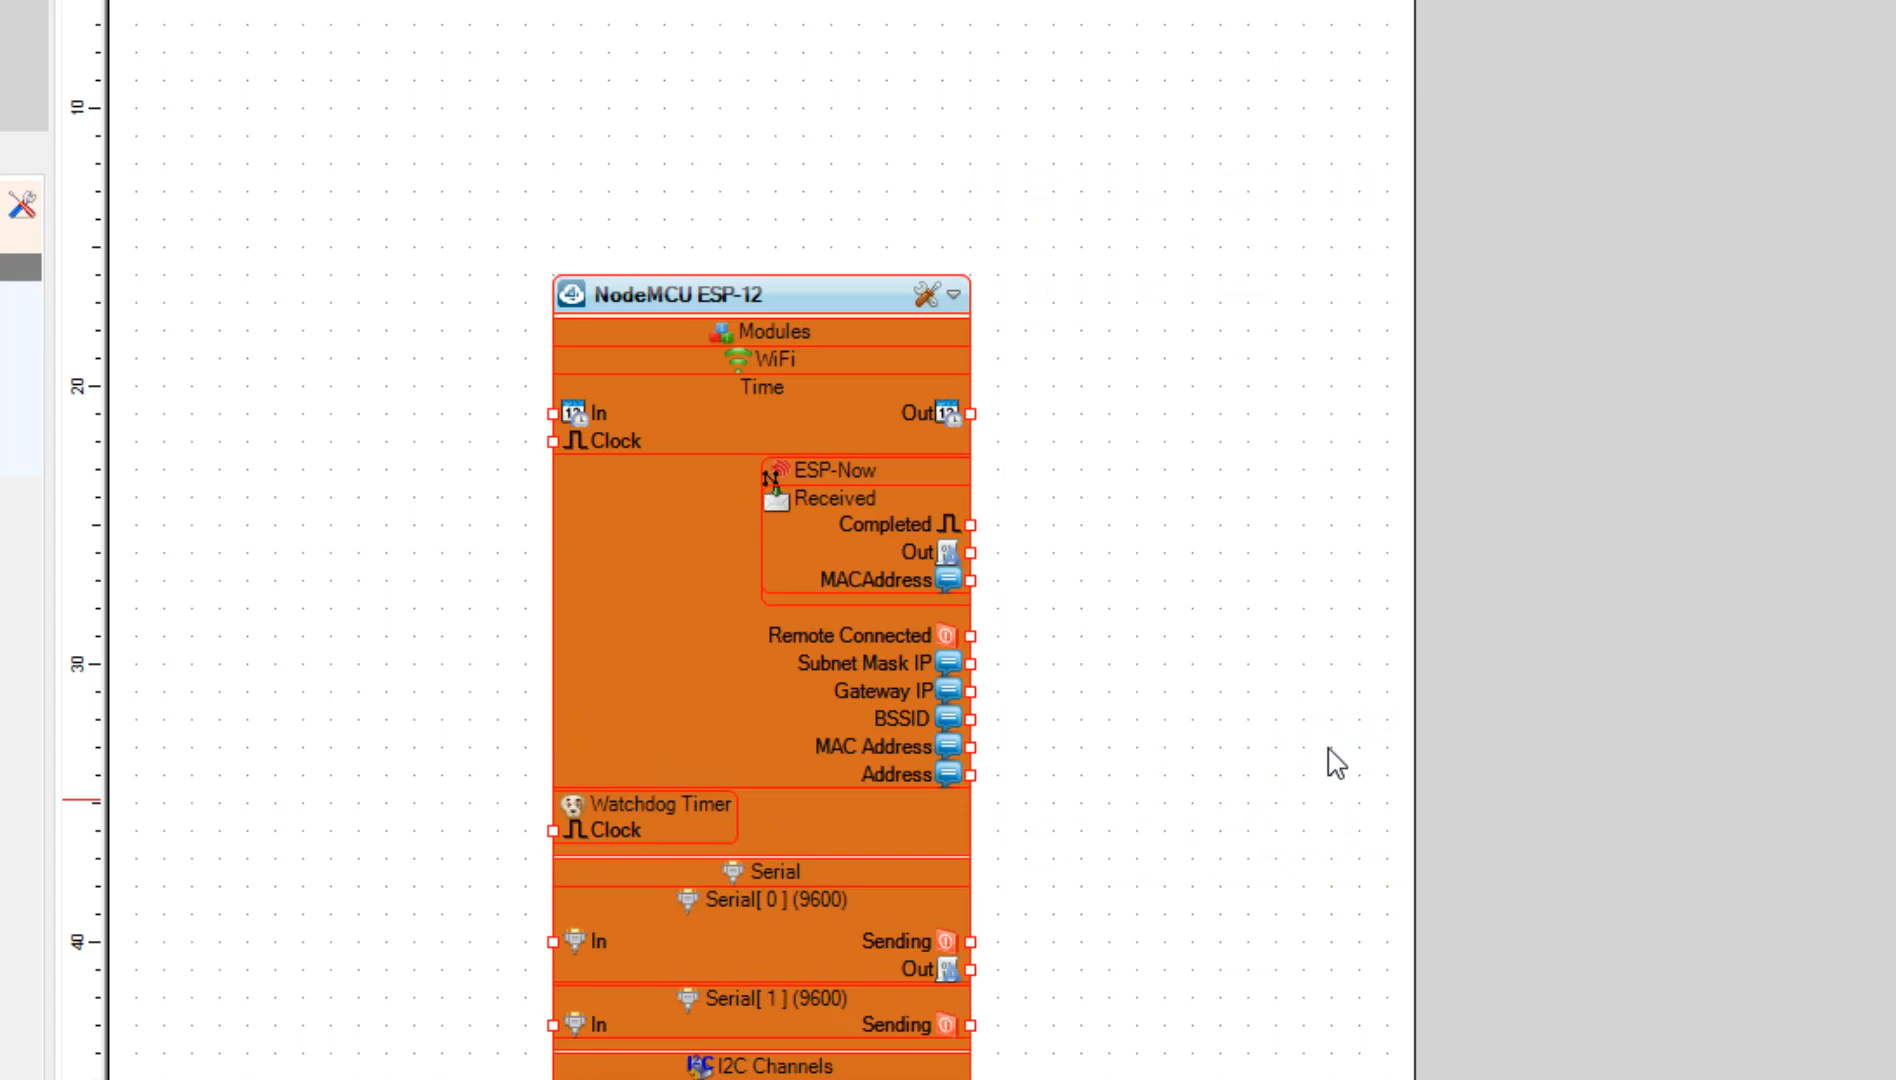 10
NodeMCU ESP-12
Modules
WiFi
20
Time
In Out
Clock
ESP-Now
Received
Completed
Out
MACAddress
Remote Connected
30
Subnet Mask IP
Gateway IP
BSSID
MAC Address
Address
Watchdog Timer
Clock
Serial
Serial[ 0 ] (9600)
40
In Sending
Out
Serial[ 1 ] (9600)
In Sending
I2C Channels